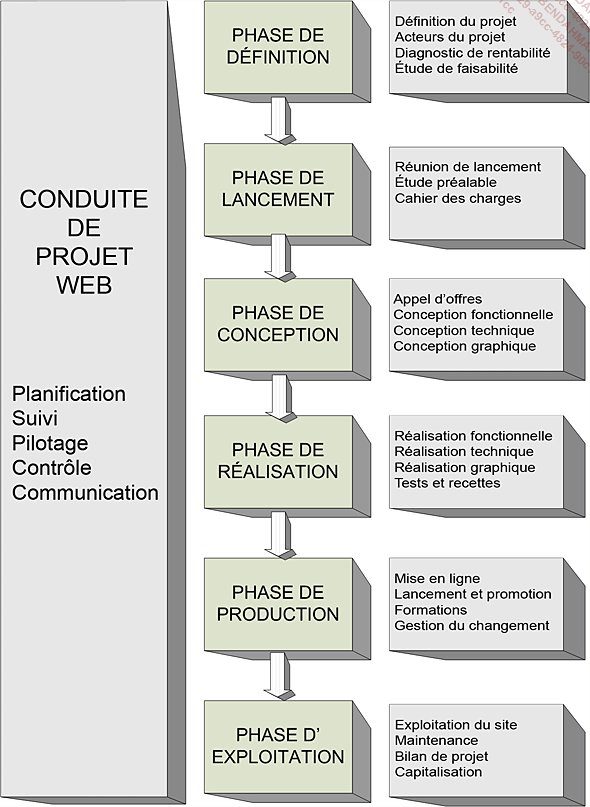 CONDUITE
DE
PROJET
WEB
Planification
Suivi
Pilotage
Contrôle
Communication
PHASE DE
DÉFINITION
Définition du projet
Acteurs du projet
Diagnostic de rentabilité
Étude de faisabilité
PHASE DE
LANCEMENT
Réunion de lancement
Étude préalable
Cahier des charges
PHASE DE
CONCEPTION
Appel d'offres
Conception fonctionnelle
Conception technique
Conception graphique
PHASE DE
RÉALISATION
Réalisation fonctionnelle
Réalisation technique
Réalisation graphique
Tests et recettes
PHASE DE
PRODUCTION
Mise en ligne
Lancement et promotion
Formations
Gestion du changement
PHASE D'
EXPLOITATION
Exploitation du site
Maintenance
Bilan de projet
Capitalisation